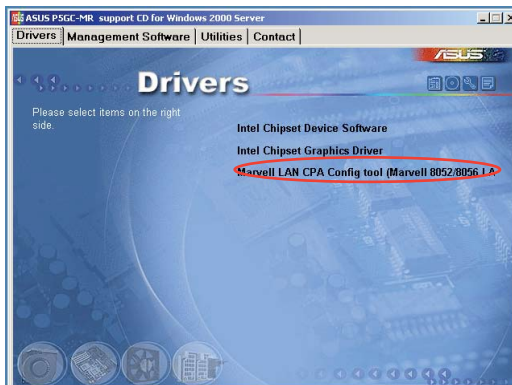 ASUS P5GC-MR support CD for Windows 2000 Server
Drivers Management Software Utilities Contact
ASUS
Drivers
Please select items on the right
side.
Intel Chipset Device Software
Intel Chipset Graphics Driver
Marvell LAN CPA Config tool (Marvell 8052/8056 LA